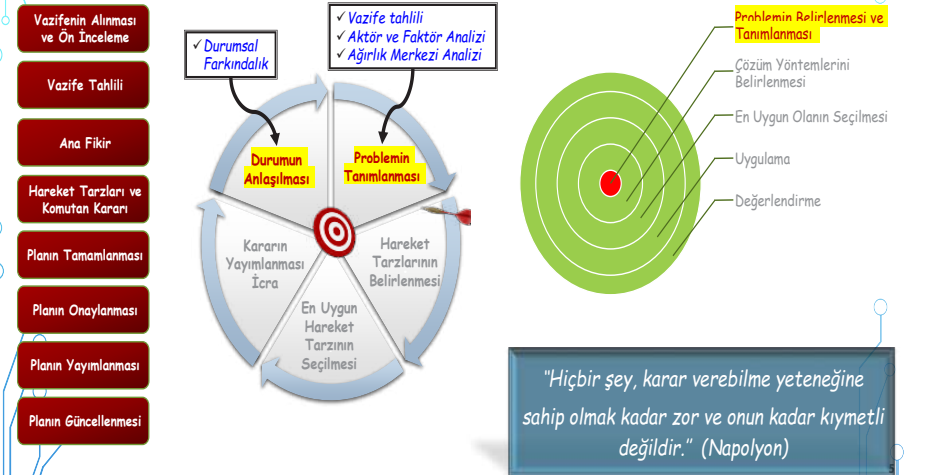 Vazifenin Alınması
ve Ön İnceleme
Vazife Tahlili
Ana Fikir
Hareket Tarzları ve
Komutan Kararı
Planın Tamamlanması
Planın Onaylanması
Planın Yayımlanması
Planın Güncellenmesi
✓Durumsal
Farkındalık
✓Vazife tahlili
✓Aktör ve Faktör Analizi
✓Ağırlık Merkezi Analizi
Durumun
Anlaşılması
Problemin
Tanımlanması
Hareket
Tarzlarının
Belirlenmesi
En Uygun
Hareket
Tarzının
Seçilmesi
Kararın
Yayımlanması
İcra
Problemin Belirlenmesi ve
Tanımlanması
Çözüm Yöntemlerini
Belirlenmesi
En Uygun Olanın Seçilmesi
Uygulama
Değerlendirme
"Hiçbir şey, karar verebilme yeteneğine
sahip olmak kadar zor ve onun kadar kıymetli
değildir." (Napolyon)
5